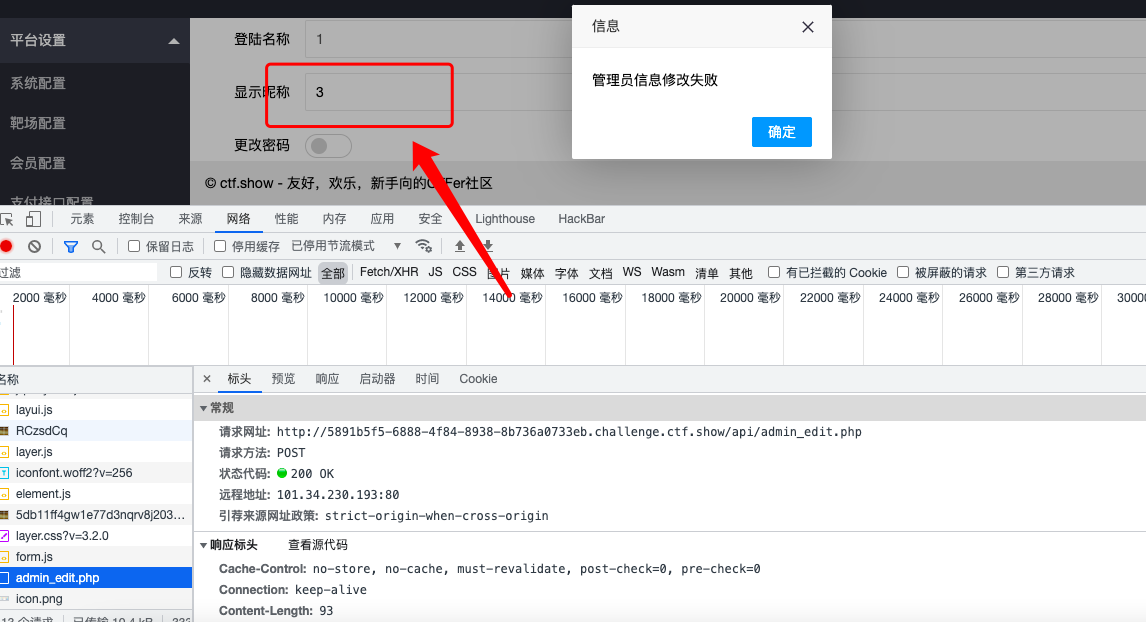 平台设置
系统配置
靶场配置
会员配置
支付接口配置
登陆名称 1
显示昵称 3
更改密码
© ctf.show - 友好，欢乐，新手向的CTFer社区
信息
管理员信息修改失败
确定
元素 控制台 来源 网络 性能 内存 应用 安全 Lighthouse HackBar
保留日志 停用缓存 已停用节流模式
过滤 反转 隐藏数据网址 全部 Fetch/XHR JS CSS 图片 媒体 字体 文档 WS Wasm 清单 其他 有已拦截的 Cookie 被屏蔽的请求 第三方请求
2000 毫秒 4000 毫秒 6000 毫秒 8000 毫秒 10000 毫秒 12000 毫秒 14000 毫秒 16000 毫秒 18000 毫秒 20000 毫秒 22000 毫秒 24000 毫秒 26000 毫秒 28000 毫秒 3000
名称
layui.js
RCzsdCq
layer.js
iconfont.woff2?v=256
element.js
5db11ff4gw1e77d3nqrv8j203...
layer.css?v=3.2.0
form.js
admin_edit.php
icon.png
13 个请求 已传输 10.4 kB
× 标头 预览 响应 启动器 时间 Cookie
常规
请求网址: http://5891b5f5-6888-4f84-8938-8b736a0733eb.challenge.ctf.show/api/admin_edit.php
请求方法: POST
状态代码: 200 OK
远程地址: 101.34.230.193:80
引荐来源网址政策: strict-origin-when-cross-origin
响应标头 查看源代码
Cache-Control: no-store, no-cache, must-revalidate, post-check=0, pre-check=0
Connection: keep-alive
Content-Length: 93